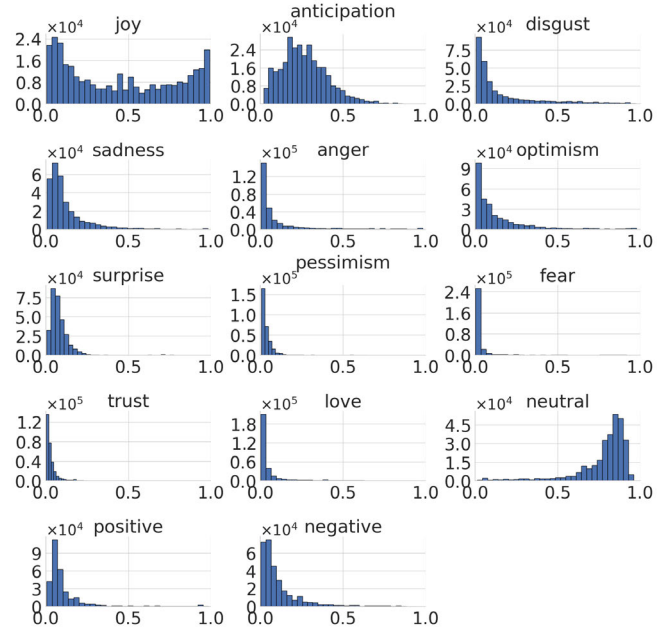 joy
×10⁴
2.4
1.6
0.8
0.0
0.0 0.5 1.0
anticipation
×10⁴
2.4
1.6
0.8
0.0
0.0 0.5 1.0
disgust
×10⁴
7.5
5.0
2.5
0.0
0.0 0.5 1.0
sadness
×10⁴
6
4
2
0
0.0 0.5 1.0
anger
×10⁵
1.2
0.8
0.4
0.0
0.0 0.5 1.0
optimism
×10⁴
9
6
3
0
0.0 0.5 1.0
surprise
×10⁴
7.5
5.0
2.5
0.0
0.0 0.5 1.0
pessimism
×10⁵
1.5
1.0
0.5
0.0
0.0 0.5 1.0
fear
×10⁵
2.4
1.6
0.8
0.0
0.0 0.5 1.0
trust
×10⁵
1.2
0.8
0.4
0.0
0.0 0.5 1.0
love
×10⁵
1.8
1.2
0.6
0.0
0.0 0.5 1.0
neutral
×10⁴
4.5
3.0
1.5
0.0
0.0 0.5 1.0
positive
×10⁴
9
6
3
0
0.0 0.5 1.0
negative
×10⁴
6
4
2
0
0.0 0.5 1.0